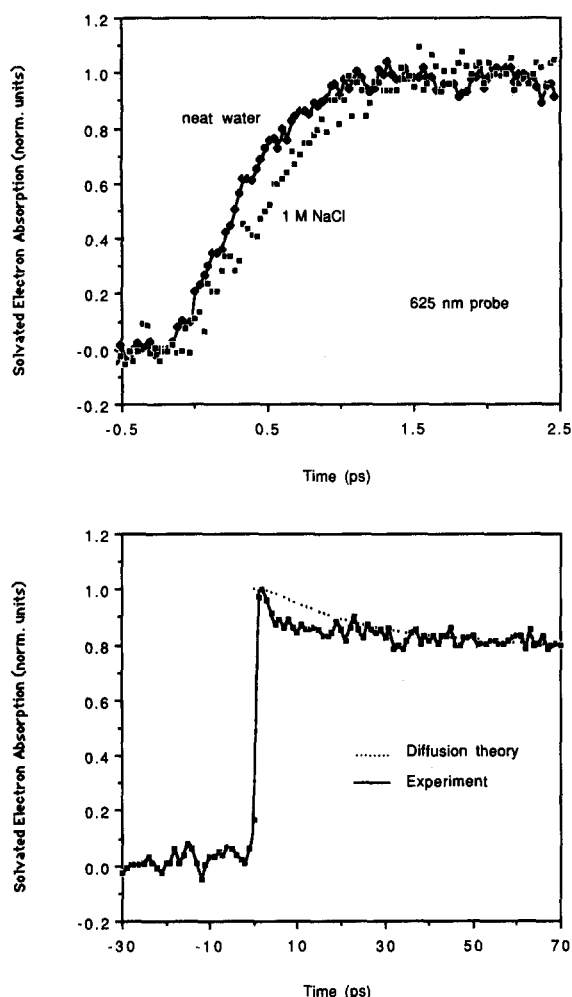 Solvated Electron Absorption (norm. units)
1.2
1.0
0.8
0.6
0.4
0.2
-0.0
-0.2
neat water
1 M NaCl
625 nm probe
-0.5
0.5
1.5
2.5
Time (ps)
Solvated Electron Absorption (norm. units)
1.2
1.0
0.8
0.6
0.4
0.2
0.0
-0.2
Diffusion theory
Experiment
-30
-10
10
30
50
70
Time (ps)